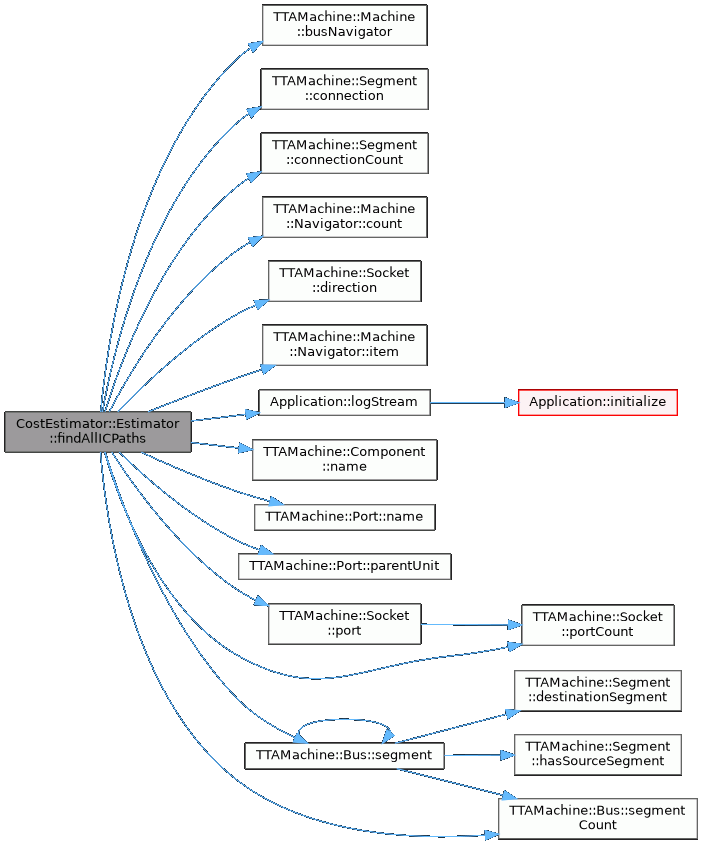 TTAMachine::Machine
::busNavigator
TTAMachine::Segment
::connection
TTAMachine::Segment
::connectionCount
TTAMachine::Machine
::Navigator::count
TTAMachine::Socket
::direction
TTAMachine::Machine
::Navigator::item
Application::logStream
Application::initialize
CostEstimator::Estimator
::findAllICPaths
TTAMachine::Component
::name
TTAMachine::Port::name
TTAMachine::Port::parentUnit
TTAMachine::Socket
::port
TTAMachine::Socket
::portCount
TTAMachine::Segment
::destinationSegment
TTAMachine::Bus::segment
TTAMachine::Segment
::hasSourceSegment
TTAMachine::Bus::segment
Count